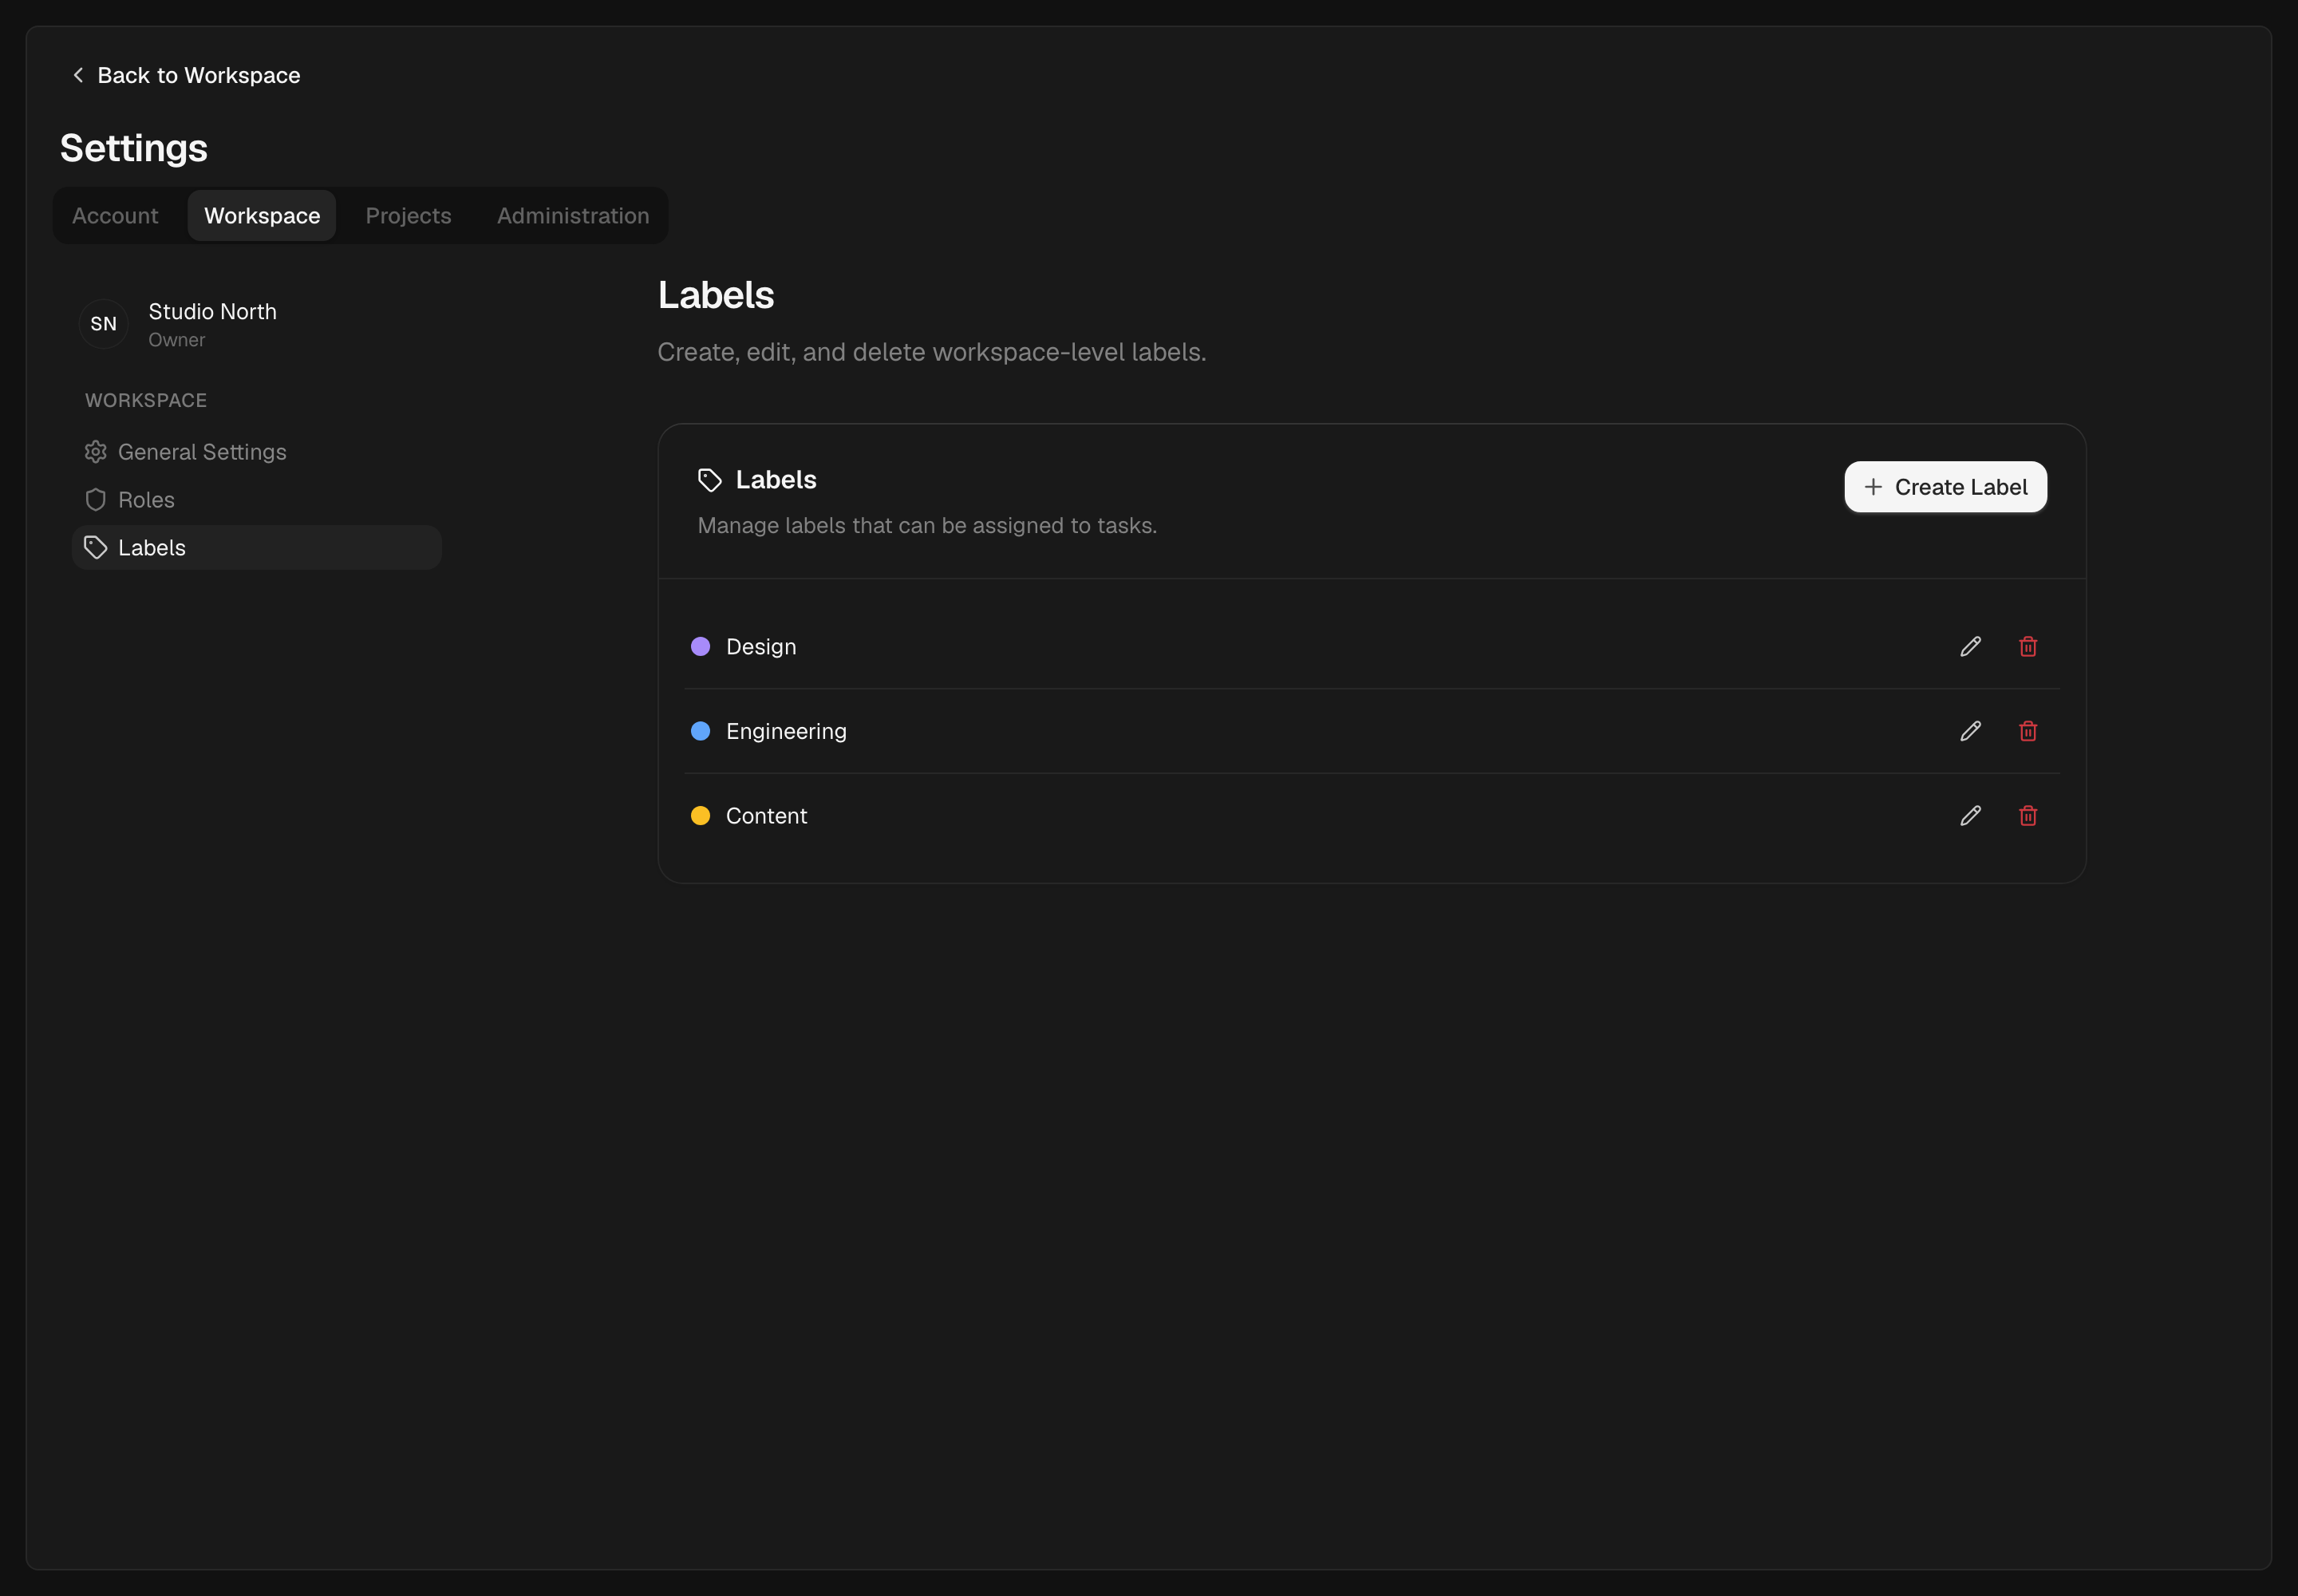 Back to Workspace
Settings
Account Workspace Projects Administration
SN
Studio North
Owner
WORKSPACE
General Settings
Roles
Labels
Labels
Create, edit, and delete workspace-level labels.
Labels
Manage labels that can be assigned to tasks.
Create Label
Design
Engineering
Content